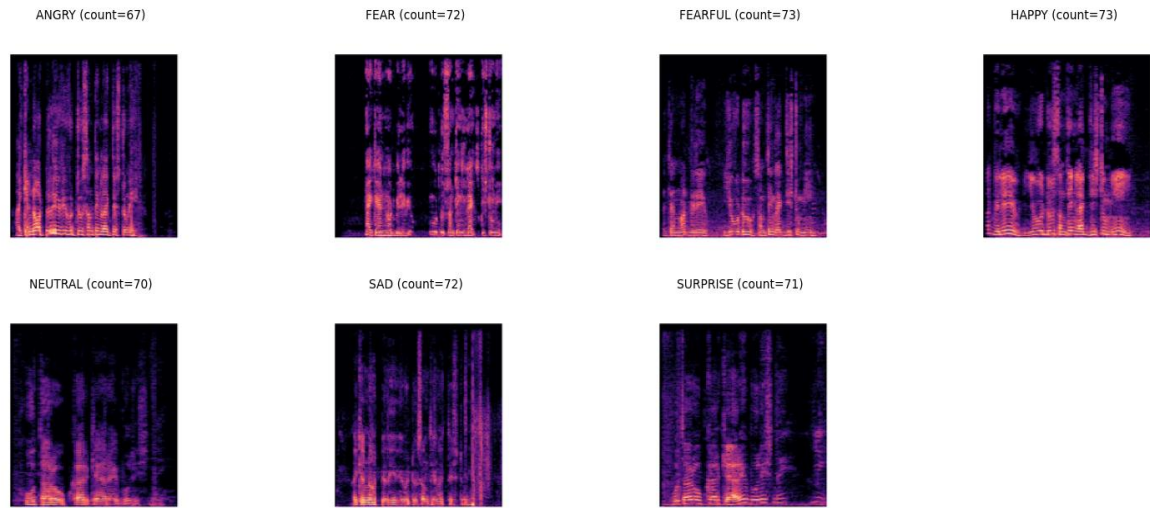 ANGRY (count=67)
FEAR (count=72)
FEARFUL (count=73)
HAPPY (count=73)
NEUTRAL (count=70)
SAD (count=72)
SURPRISE (count=71)